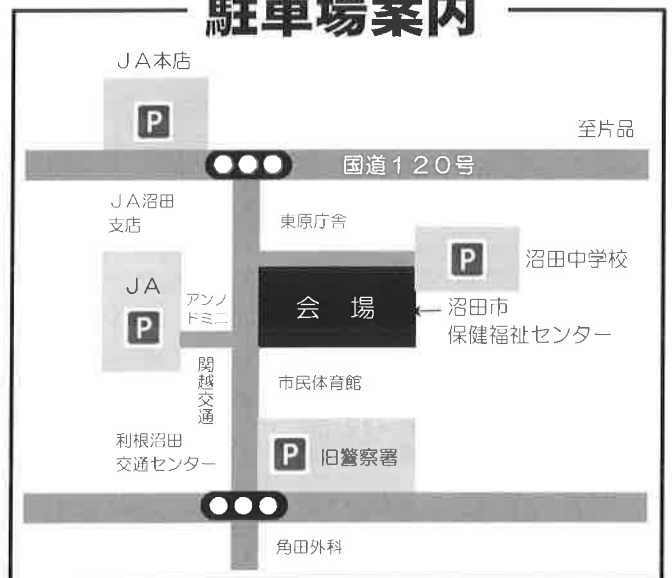 駐車場案内
JA本店
P
至片品
国道120号
JA沼田
支店
東原庁舎
P
沼田中学校
JA
P
アンノ
ドミニ
会 場
沼田市
保健福祉センター
関越交通
市民体育館
利根沼田
交通センター
P
旧警察署
角田外科